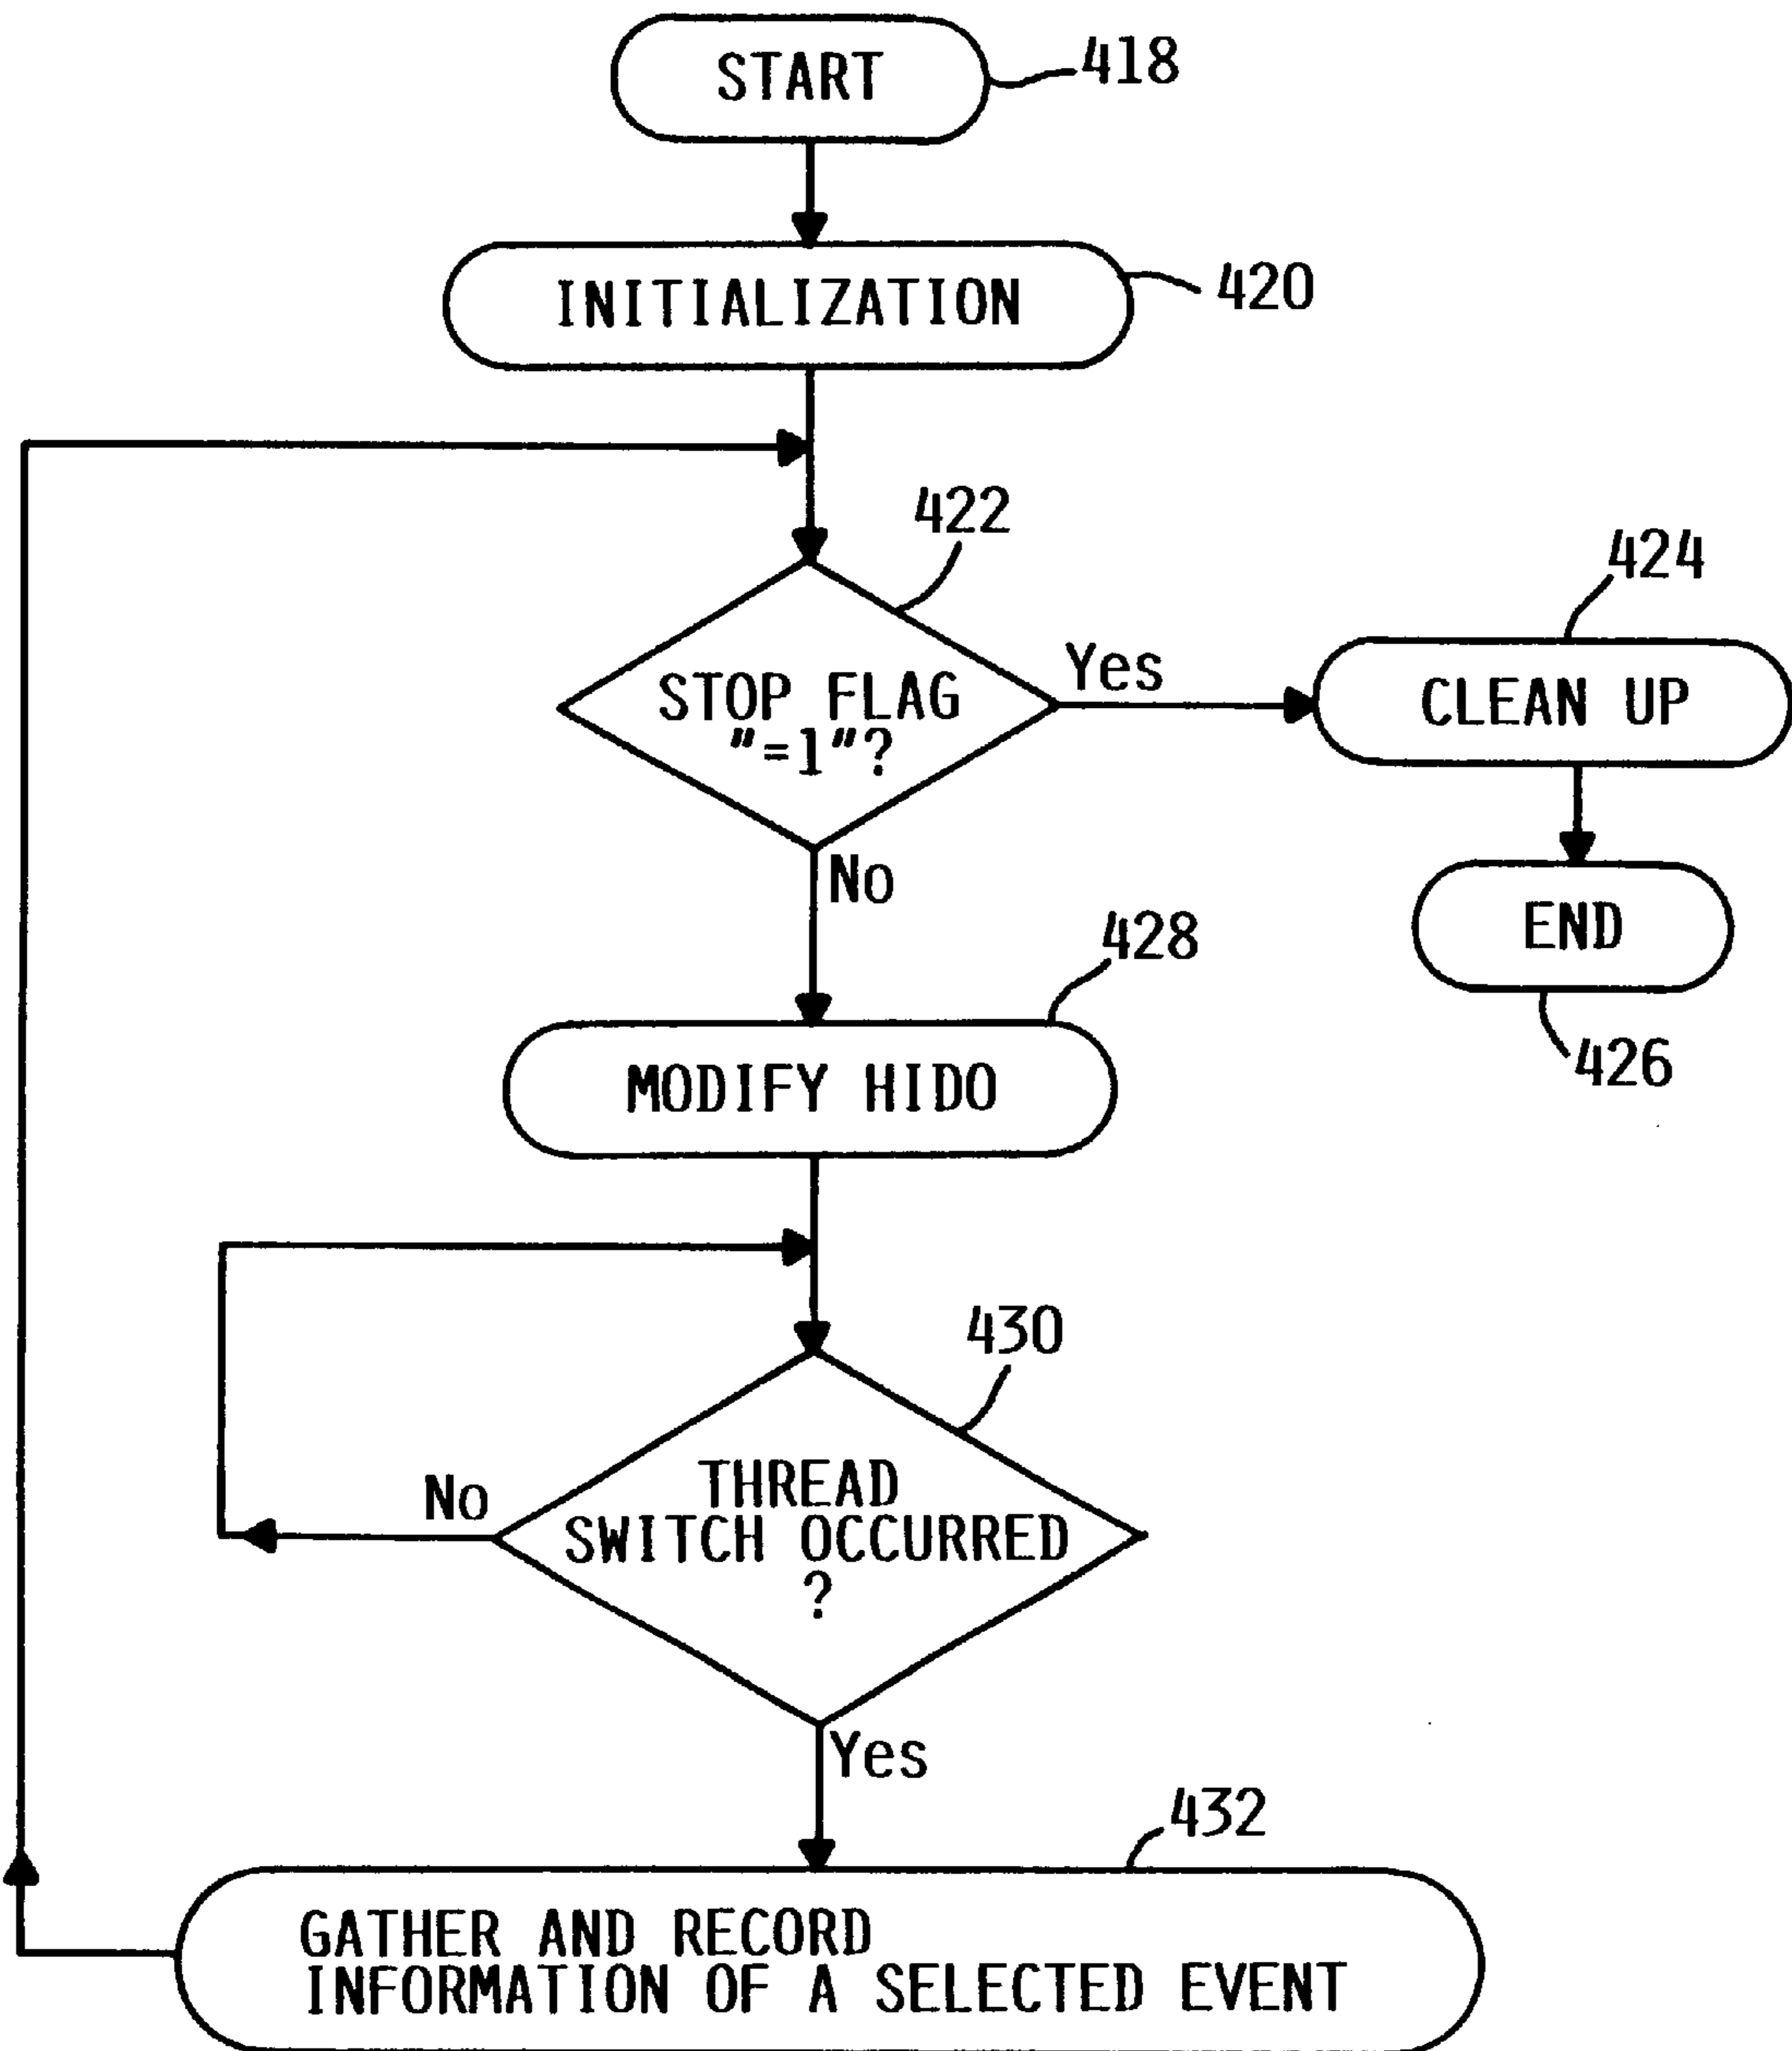 START
418
INITIALIZATION
420
422
STOP FLAG
"=1"?
Yes
424
CLEAN UP
No
END
426
428
MODIFY HIDO
430
THREAD
SWITCH OCCURRED
?
No
Yes
432
GATHER AND RECORD
INFORMATION OF A SELECTED EVENT